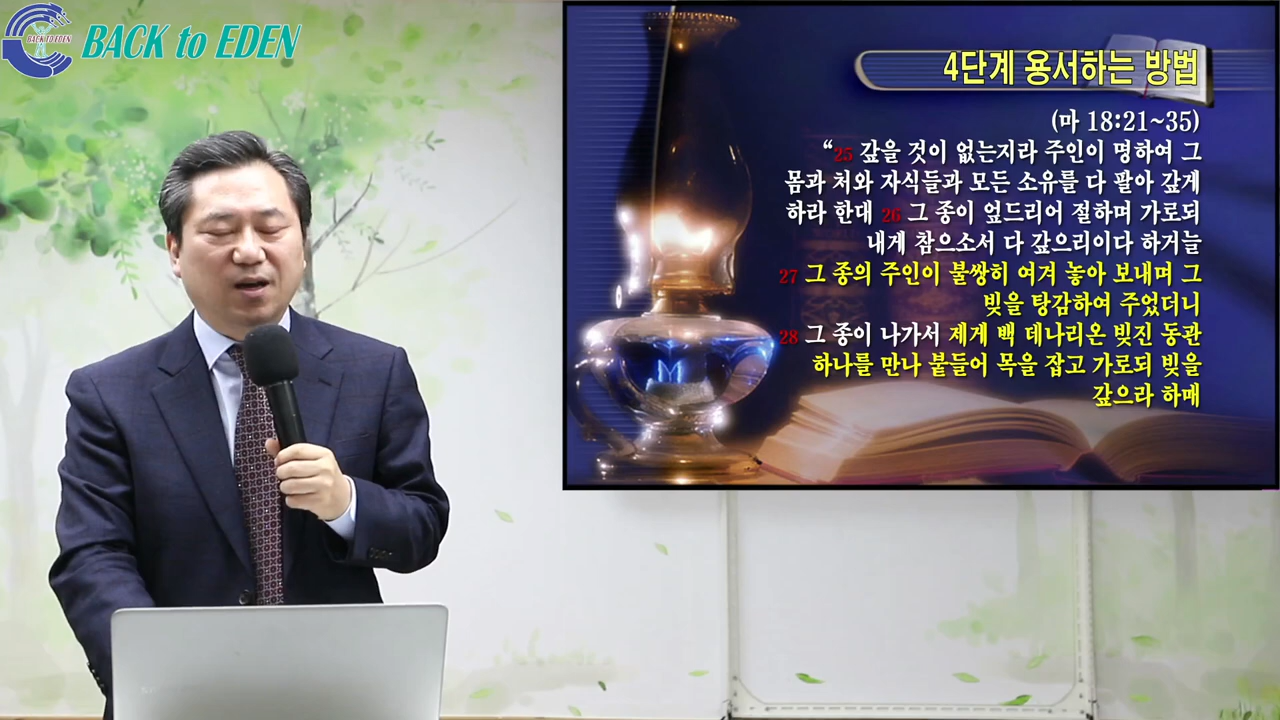 BACK to EDEN
BACK TO EDEN
4단계 용서하는 방법
(마 18:21~35)
“25 갚을 것이 없는지라 주인이 명하여 그
몸과 처와 자식들과 모든 소유를 다 팔아 갚게
하라 한대 26 그 종이 엎드리어 절하며 가로되
내게 참으소서 다 갚으리이다 하거늘
27 그 종의 주인이 불쌍히 여겨 놓아 보내며 그
빚을 탕감하여 주었더니
28 그 종이 나가서 제게 백 데나리온 빚진 동관
하나를 만나 붙들어 목을 잡고 가로되 빚을
갚으라 하매